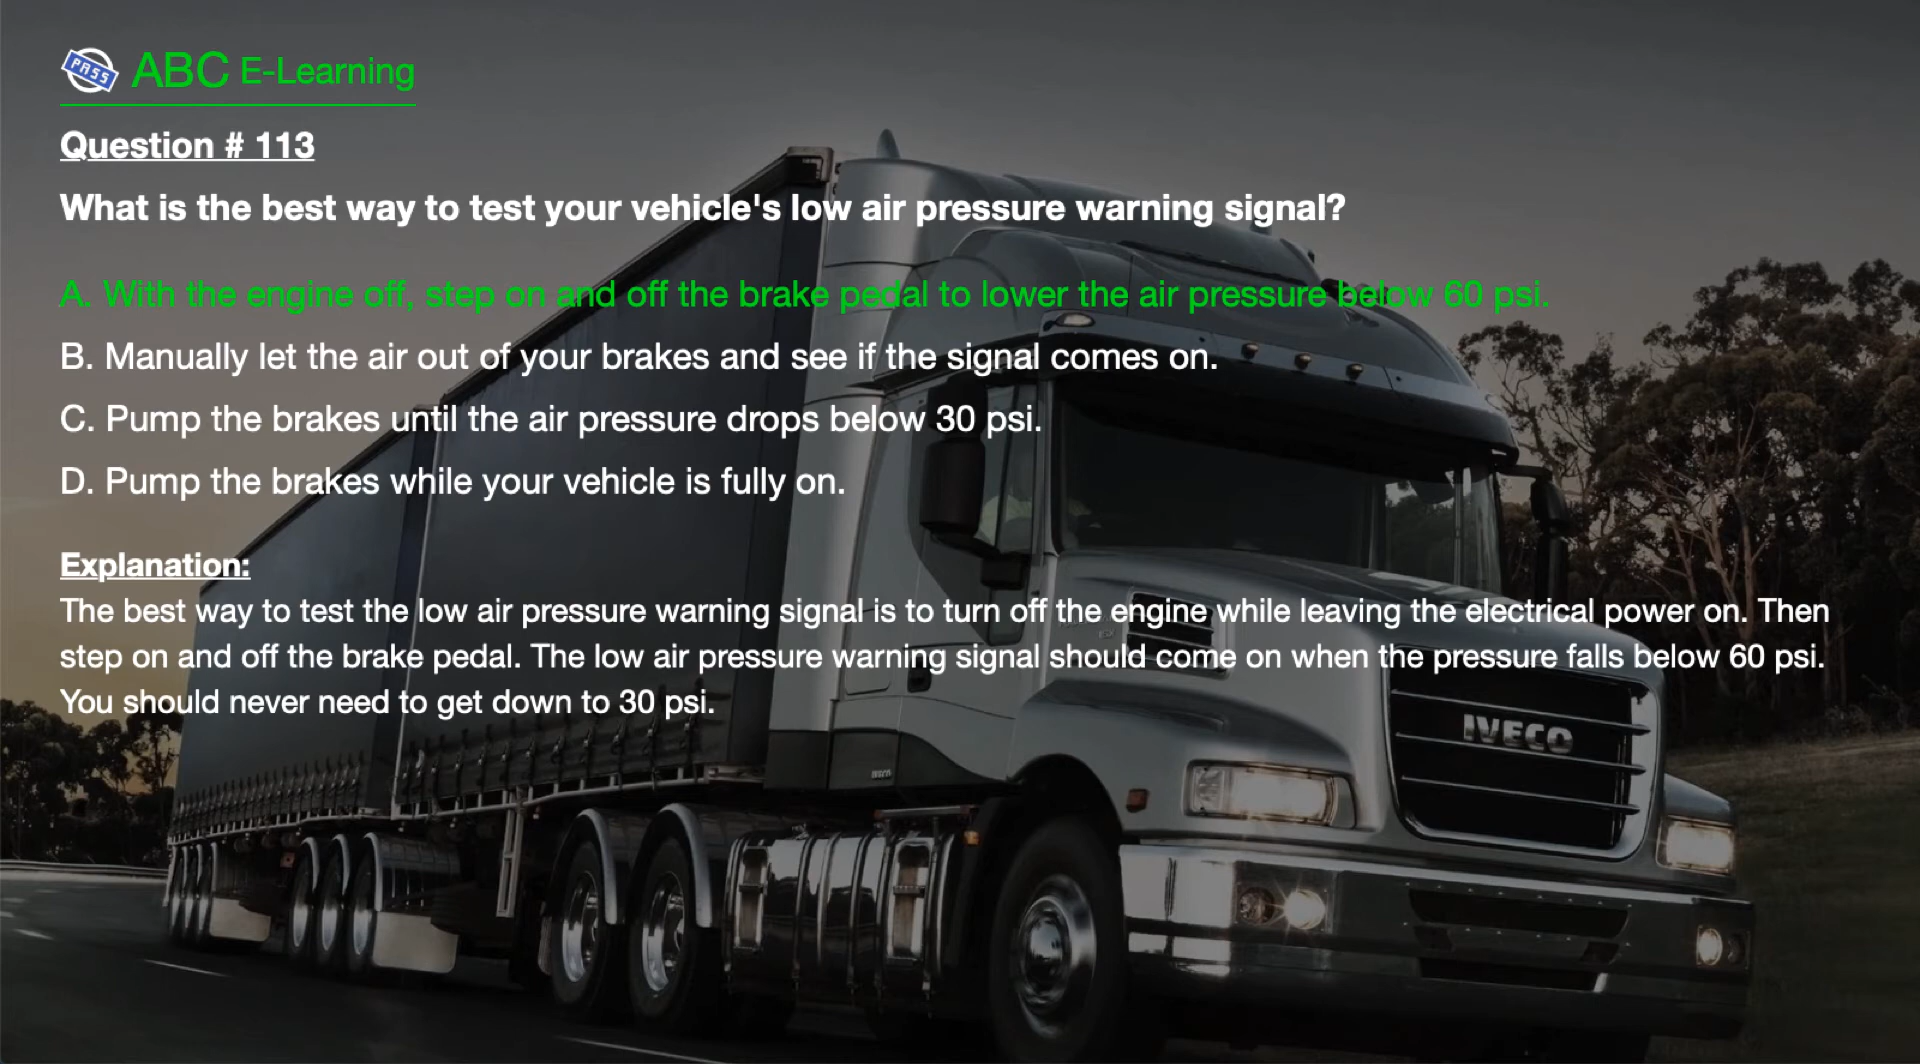 PASS ABC E-Learning
Question # 113
What is the best way to test your vehicle's low air pressure warning signal?
A. With the engine off, step on and off the brake pedal to lower the air pressure below 60 psi.
B. Manually let the air out of your brakes and see if the signal comes on.
C. Pump the brakes until the air pressure drops below 30 psi.
D. Pump the brakes while your vehicle is fully on.
Explanation:
The best way to test the low air pressure warning signal is to turn off the engine while leaving the electrical power on. Then
step on and off the brake pedal. The low air pressure warning signal should come on when the pressure falls below 60 psi.
You should never need to get down to 30 psi.
IVECO